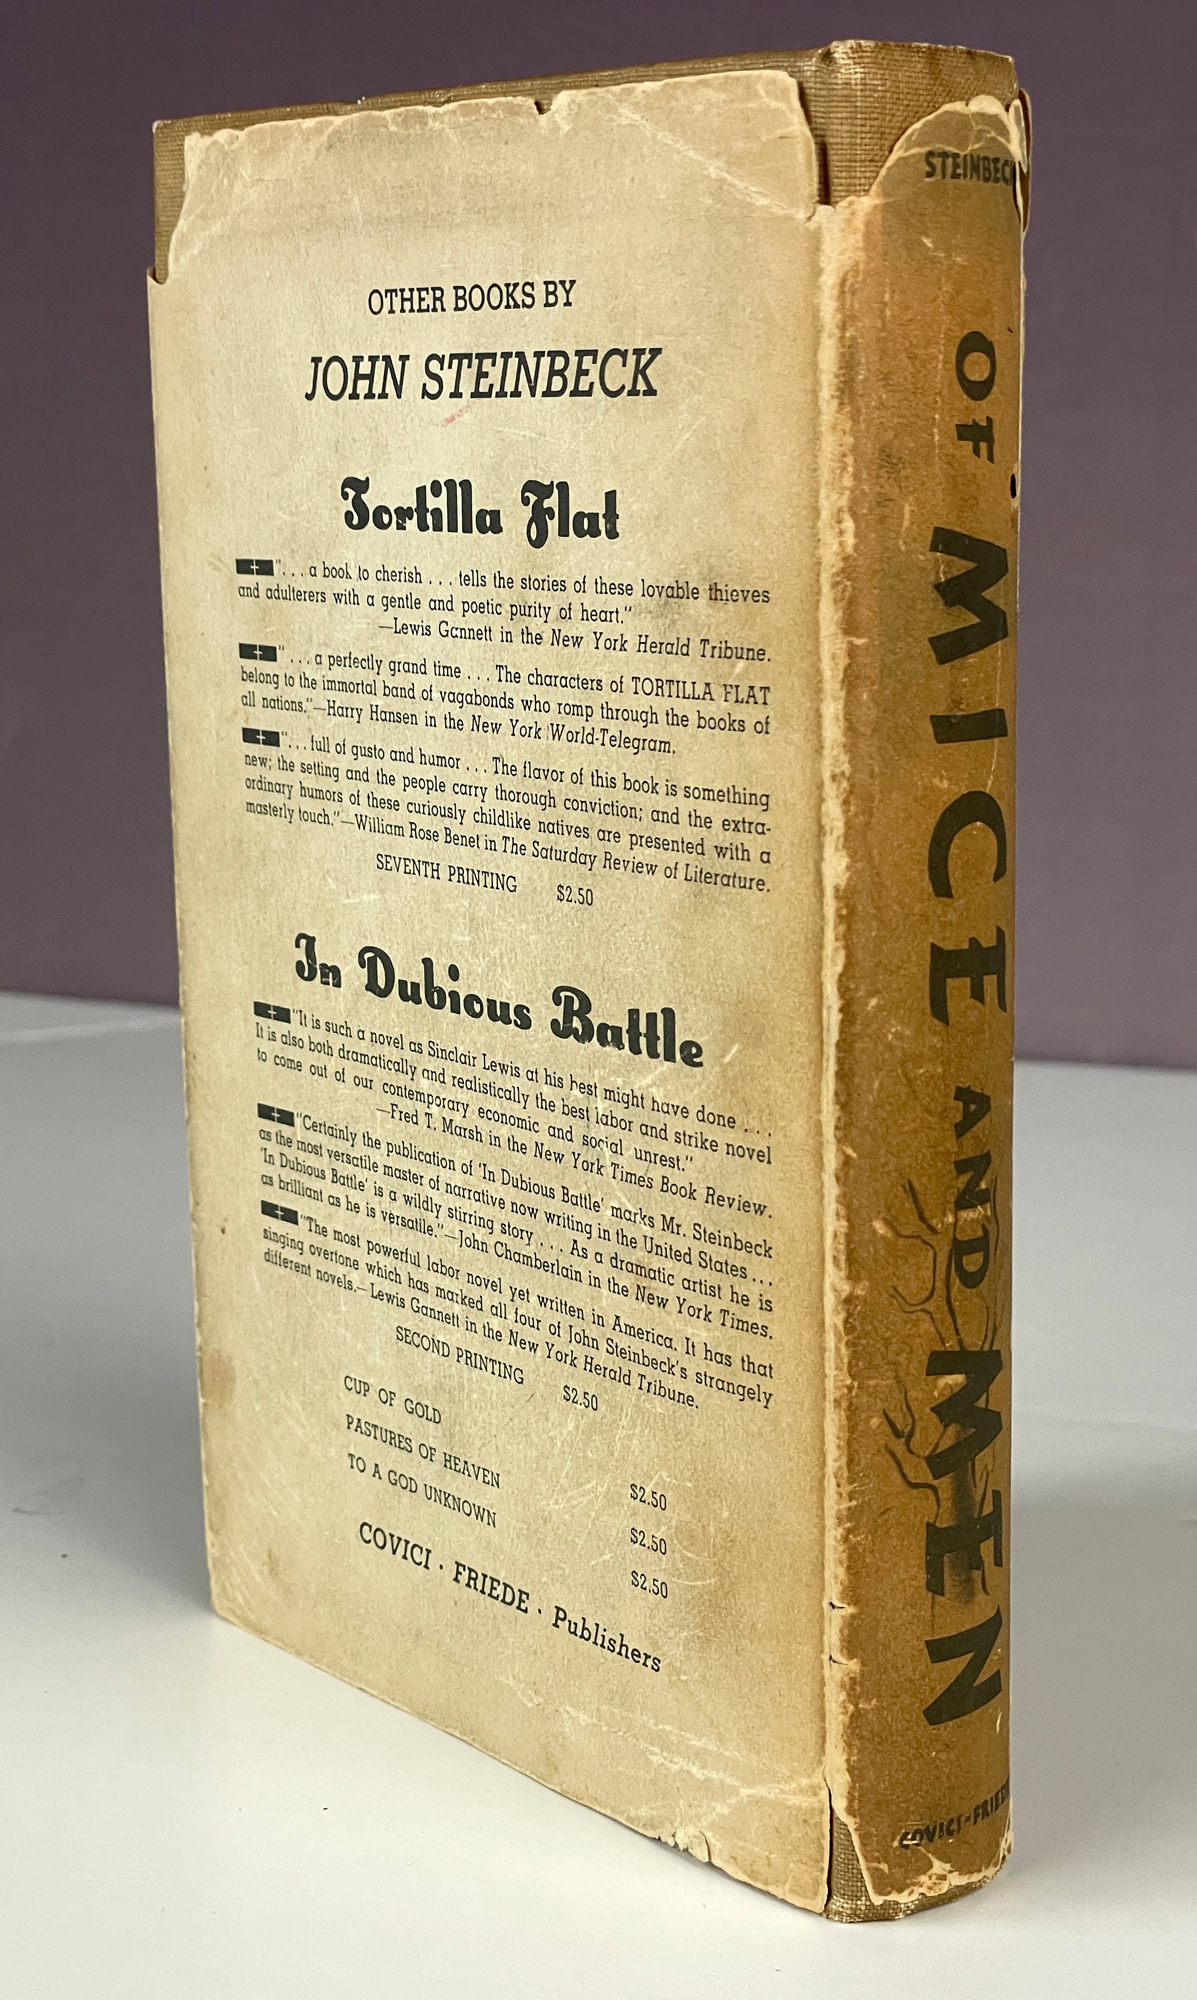 OTHER BOOKS BY
JOHN STEINBECK
Tortilla Flat
". . . a book to cherish . . . tells the stories of these lovable thieves
and adulterers with a gentle and poetic purity of heart."
—Lewis Gannett in the New York Herald Tribune.
" . . . a perfectly grand time . . . The characters of TORTILLA FLAT
belong to the immortal band of vagabonds who romp through the books of
all nations."—Harry Hansen in the New York World-Telegram.
". . . full of gusto and humor . . . The flavor of this book is something
new; the setting and the people carry thorough conviction; and the extra-
ordinary humors of these curiously childlike natives are presented with a
masterly touch."—William Rose Benet in The Saturday Review of Literature.
SEVENTH PRINTING $2.50
In Dubious Battle
"It is such a novel as Sinclair Lewis at his best might have done . . .
It is also both dramatically and realistically the best labor and strike novel
to come out of our contemporary economic and social unrest."
—Fred T. Marsh in the New York Times Book Review.
"Certainly the publication of 'In Dubious Battle' marks Mr. Steinbeck
as the most versatile master of narrative now writing in the United States . . .
'In Dubious Battle' is a wildly stirring story . . . As a dramatic artist he is
as brilliant as he is versatile."—John Chamberlain in the New York Times.
"The most powerful labor novel yet written in America. It has that
singing overtone which has marked all four of John Steinbeck's strangely
different novels.—Lewis Gannett in the New York Herald Tribune.
SECOND PRINTING $2.50
CUP OF GOLD $2.50
PASTURES OF HEAVEN $2.50
TO A GOD UNKNOWN $2.50
COVICI · FRIEDE · Publishers
STEINBECK
OF MICE AND MEN
COVICI-FRIEDE